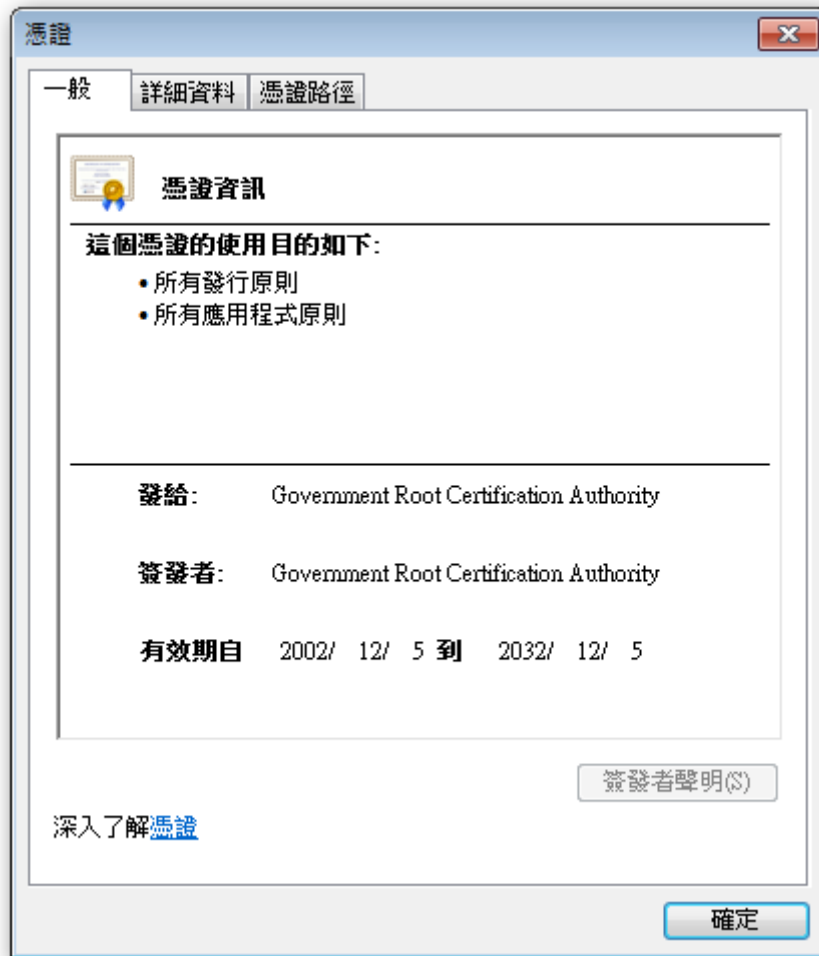 憑證
一般 詳細資料 憑證路徑
憑證資訊
這個憑證的使用目的如下:
•所有發行原則
•所有應用程式原則
發給: Government Root Certification Authority
簽發者: Government Root Certification Authority
有效期自 2002/ 12/ 5 到 2032/ 12/ 5
簽發者聲明(S)
深入了解憑證
確定